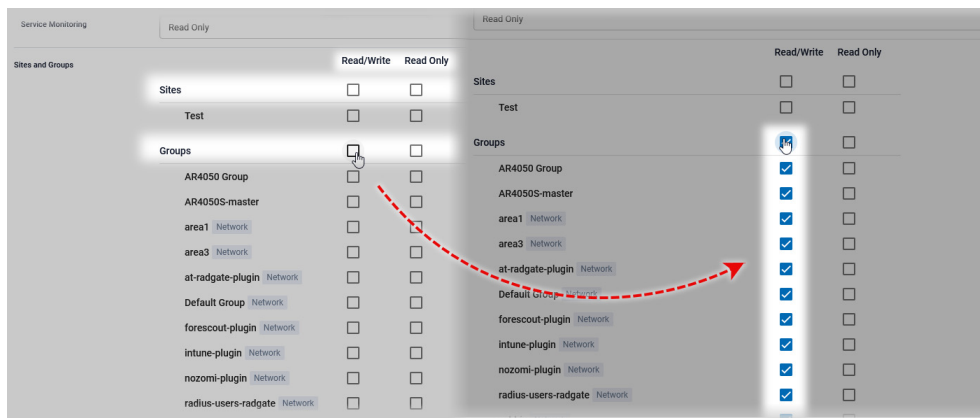 Service Monitoring
Read Only
Sites and Groups
Read/Write Read Only
Sites
Test
Groups
AR4050 Group
AR4050S-master
area1 Network
area3 Network
at-radgate-plugin Network
Default Group Network
forescout-plugin Network
intune-plugin Network
nozomi-plugin Network
radius-users-radgate Network
Read Only
Read/Write Read Only
Sites
Test
Groups
AR4050 Group
AR4050S-master
area1 Network
area3 Network
at-radgate-plugin Network
Default Group Network
forescout-plugin Network
intune-plugin Network
nozomi-plugin Network
radius-users-radgate Network